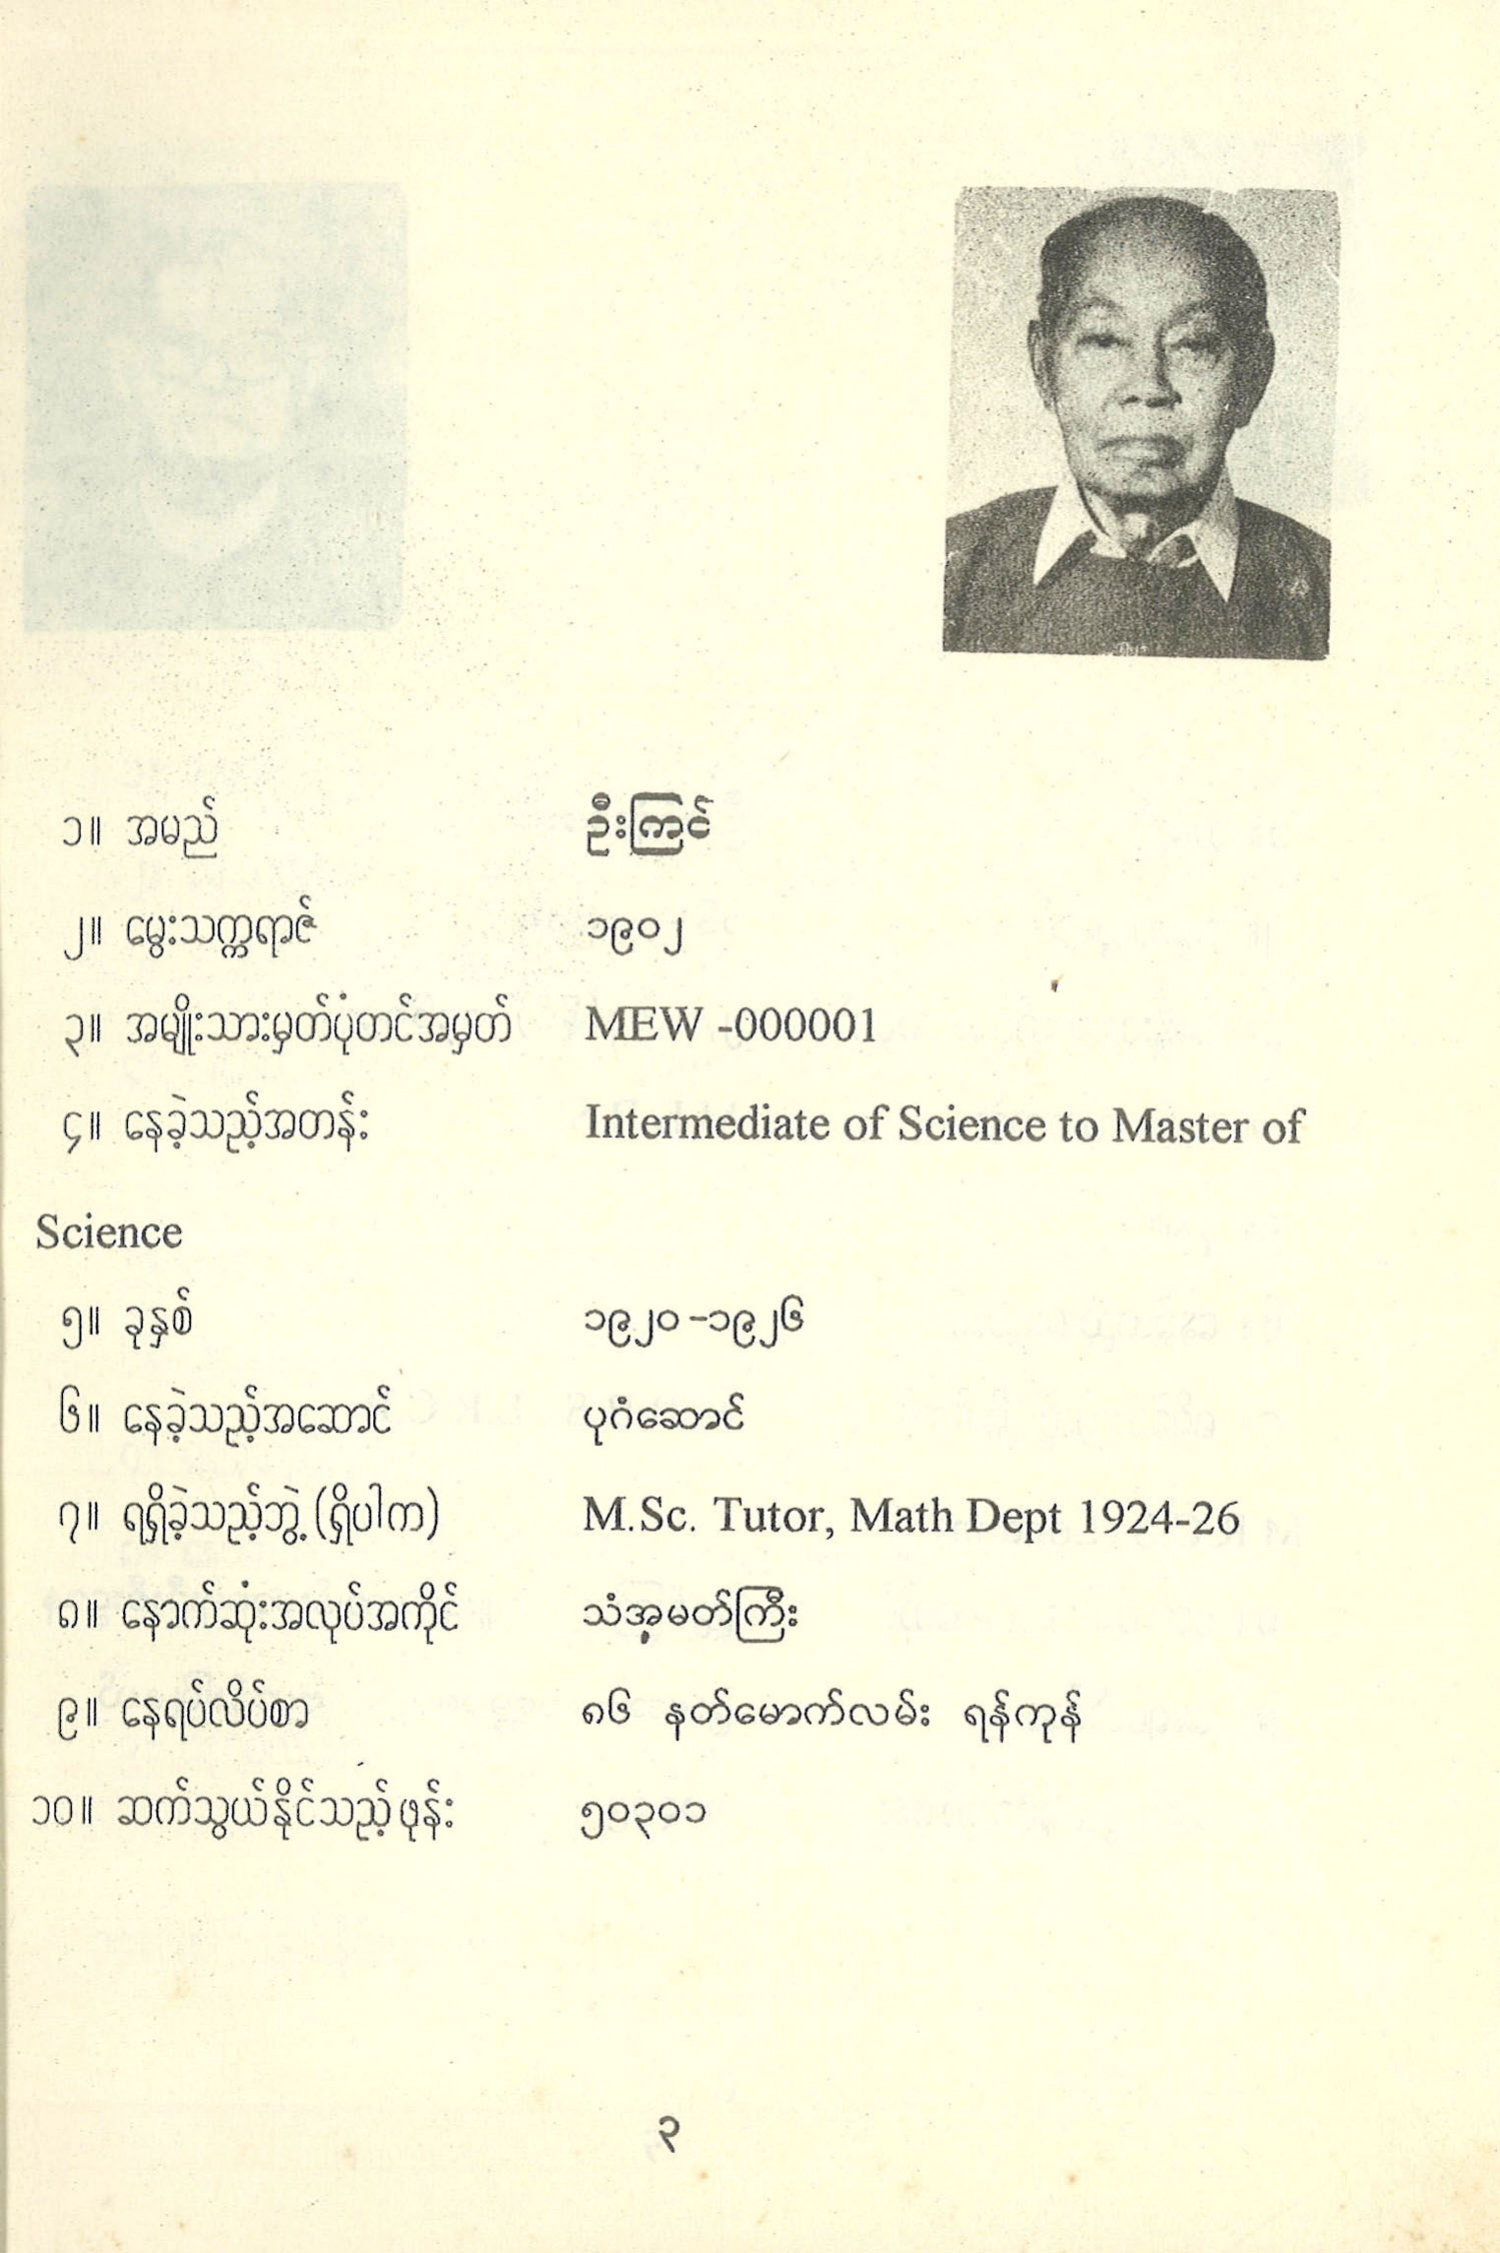 ၁။ အမည် ဦးကြင်
၂။ မွေးသက္ကရာဇ် ၁၉၀၂
၃။ အမျိုးသားမှတ်ပုံတင်အမှတ် MEW -000001
၄။ နေခဲ့သည့်အတန်း Intermediate of Science to Master of
Science
၅။ ခုနှစ် ၁၉၂၀-၁၉၂၆
၆။ နေခဲ့သည့်အဆောင် ပုဂံဆောင်
၇။ ရရှိခဲ့သည့်ဘွဲ့ (ရှိပါက) M.Sc. Tutor, Math Dept 1924-26
၈။ နောက်ဆုံးအလုပ်အကိုင် သံအမတ်ကြီး
၉။ နေရပ်လိပ်စာ ၈၆ နတ်မောက်လမ်း ရန်ကုန်
၁၀။ ဆက်သွယ်နိုင်သည့်ဖုန်း ၅၀၃၀၁
၃